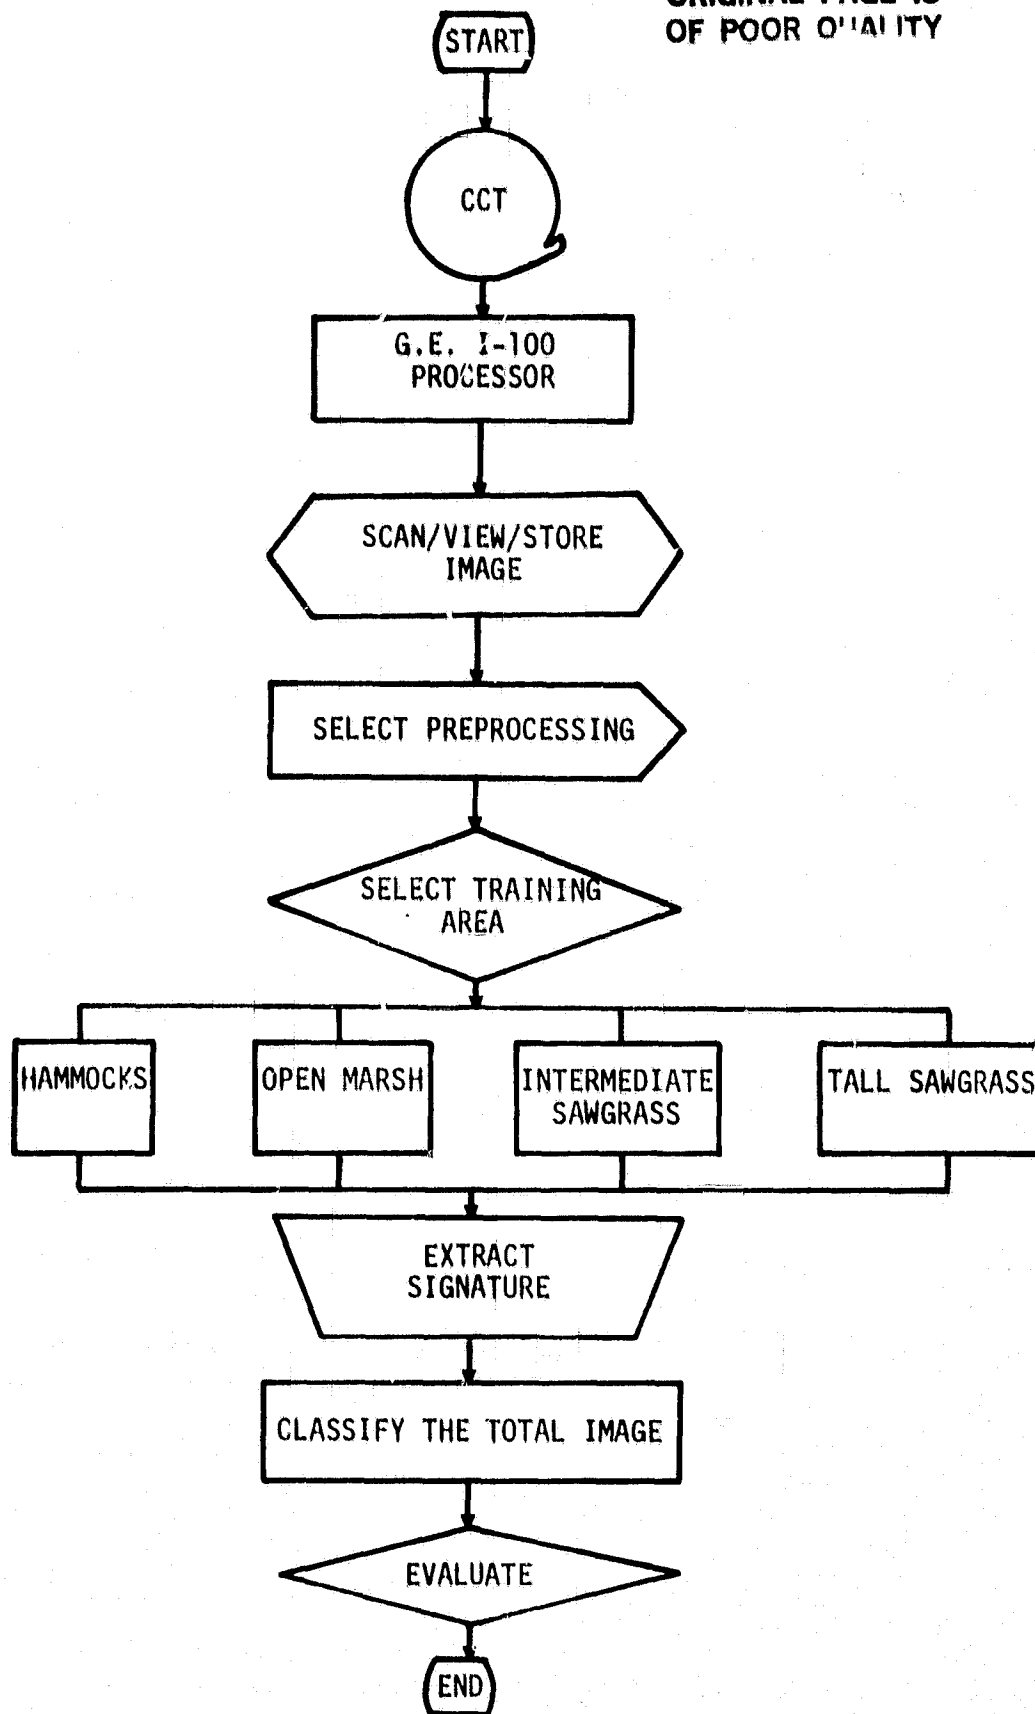 OF POOR QUALITY
START
CCT
G.E. I-100
PROCESSOR
SCAN/VIEW/STORE
IMAGE
SELECT PREPROCESSING
SELECT TRAINING
AREA
HAMMOCKS
OPEN MARSH
INTERMEDIATE
SAWGRASS
TALL SAWGRASS
EXTRACT
SIGNATURE
CLASSIFY THE TOTAL IMAGE
EVALUATE
END